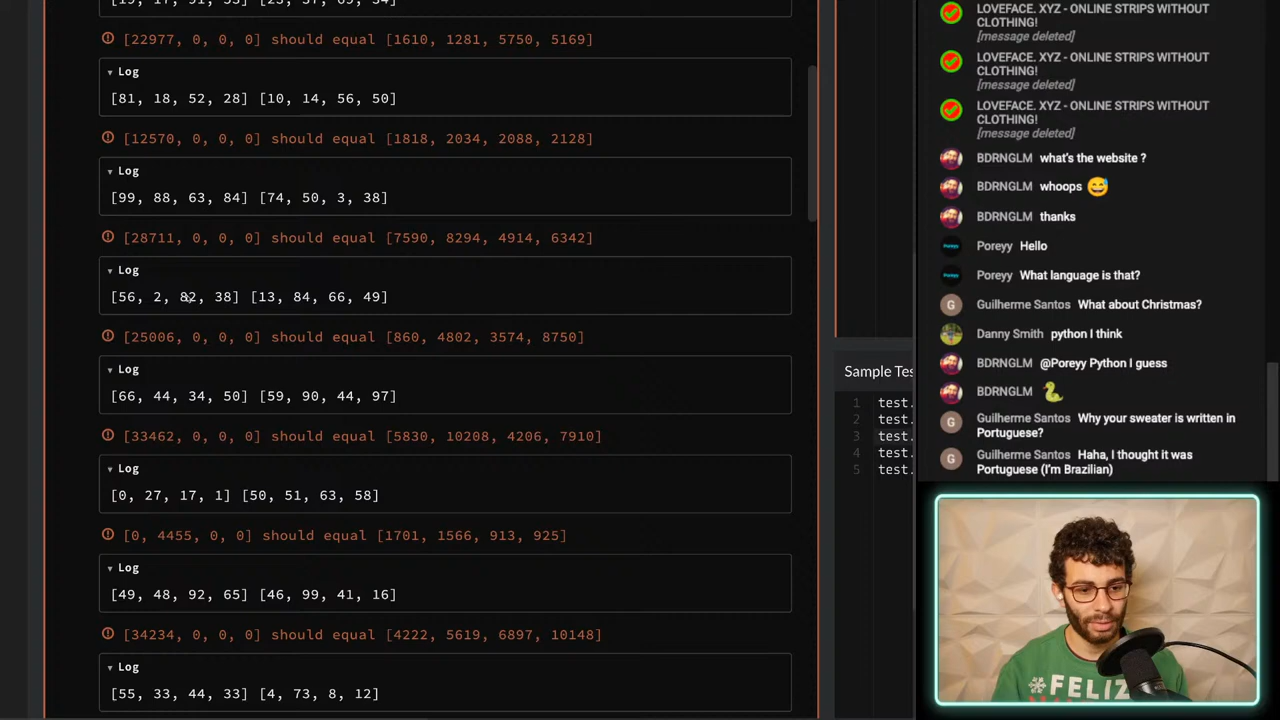 [22977, 0, 0, 0] should equal [1610, 1281, 5750, 5169]
Log
[81, 18, 52, 28] [10, 14, 56, 50]
[12570, 0, 0, 0] should equal [1818, 2034, 2088, 2128]
Log
[99, 88, 63, 84] [74, 50, 3, 38]
[28711, 0, 0, 0] should equal [7590, 8294, 4914, 6342]
Log
[56, 2, 82, 38] [13, 84, 66, 49]
[25006, 0, 0, 0] should equal [860, 4802, 3574, 8750]
Log
[66, 44, 34, 50] [59, 90, 44, 97]
[33462, 0, 0, 0] should equal [5830, 10208, 4206, 7910]
Log
[0, 27, 17, 1] [50, 51, 63, 58]
[0, 4455, 0, 0] should equal [1701, 1566, 913, 925]
Log
[49, 48, 92, 65] [46, 99, 41, 16]
[34234, 0, 0, 0] should equal [4222, 5619, 6897, 10148]
Log
[55, 33, 44, 33] [4, 73, 8, 12]
Sample Tes
1 test.
2 test.
3 test.
4 test.
5 test.
LOVEFACE. XYZ - ONLINE STRIPS WITHOUT
CLOTHING!
[message deleted]
LOVEFACE. XYZ - ONLINE STRIPS WITHOUT
CLOTHING!
[message deleted]
LOVEFACE. XYZ - ONLINE STRIPS WITHOUT
CLOTHING!
[message deleted]
BDRNGLM what's the website ?
BDRNGLM whoops 😅
BDRNGLM thanks
Poreyy Hello
Poreyy What language is that?
Guilherme Santos What about Christmas?
Danny Smith python I think
BDRNGLM @Poreyy Python I guess
BDRNGLM 🐍
Guilherme Santos Why your sweater is written in
Portuguese?
Guilherme Santos Haha, I thought it was
Portuguese (I'm Brazilian)
FELIZ